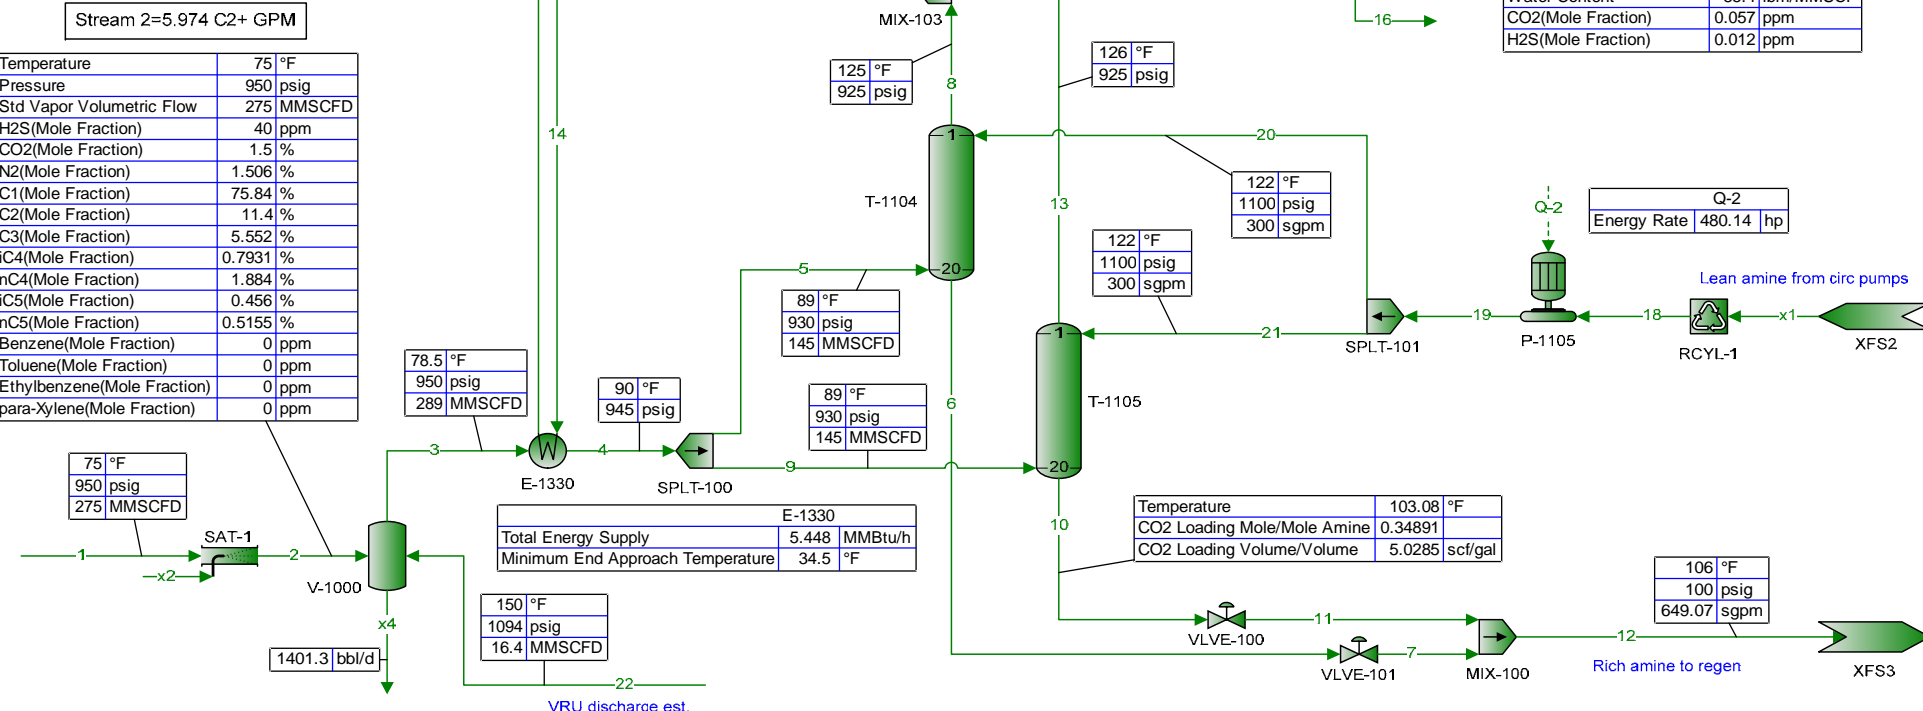 Stream 2=5.974 C2+ GPM
Temperature 75 °F
Pressure 950 psig
Std Vapor Volumetric Flow 275 MMSCFD
H2S(Mole Fraction) 40 ppm
CO2(Mole Fraction) 1.5 %
N2(Mole Fraction) 1.506 %
C1(Mole Fraction) 75.84 %
C2(Mole Fraction) 11.4 %
C3(Mole Fraction) 5.552 %
iC4(Mole Fraction) 0.7931 %
nC4(Mole Fraction) 1.884 %
iC5(Mole Fraction) 0.456 %
nC5(Mole Fraction) 0.5155 %
Benzene(Mole Fraction) 0 ppm
Toluene(Mole Fraction) 0 ppm
Ethylbenzene(Mole Fraction) 0 ppm
para-Xylene(Mole Fraction) 0 ppm
MIX-103
16
CO2(Mole Fraction) 0.057 ppm
H2S(Mole Fraction) 0.012 ppm
125 °F
925 psig
8
126 °F
925 psig
14
1
20
T-1104
20
122 °F
1100 psig
300 sgpm
13
Q-2
Q-2
Energy Rate 480.14 hp
122 °F
1100 psig
300 sgpm
Lean amine from circ pumps
5
89 °F
930 psig
145 MMSCFD
1
21
SPLT-101
19
P-1105
18
RCYL-1
x1
XFS2
78.5 °F
950 psig
289 MMSCFD
90 °F
945 psig
89 °F
930 psig
145 MMSCFD
6
T-1105
20
3
E-1330
4
SPLT-100
9
75 °F
950 psig
275 MMSCFD
SAT-1
1
2
x2
V-1000
E-1330
Total Energy Supply 5.448 MMBtu/h
Minimum End Approach Temperature 34.5 °F
10
Temperature 103.08 °F
CO2 Loading Mole/Mole Amine 0.34891
CO2 Loading Volume/Volume 5.0285 scf/gal
x4
1401.3 bbl/d
150 °F
1094 psig
16.4 MMSCFD
22
VRU discharge est.
VLVE-100
11
VLVE-101
7
MIX-100
106 °F
100 psig
649.07 sgpm
12
Rich amine to regen
XFS3